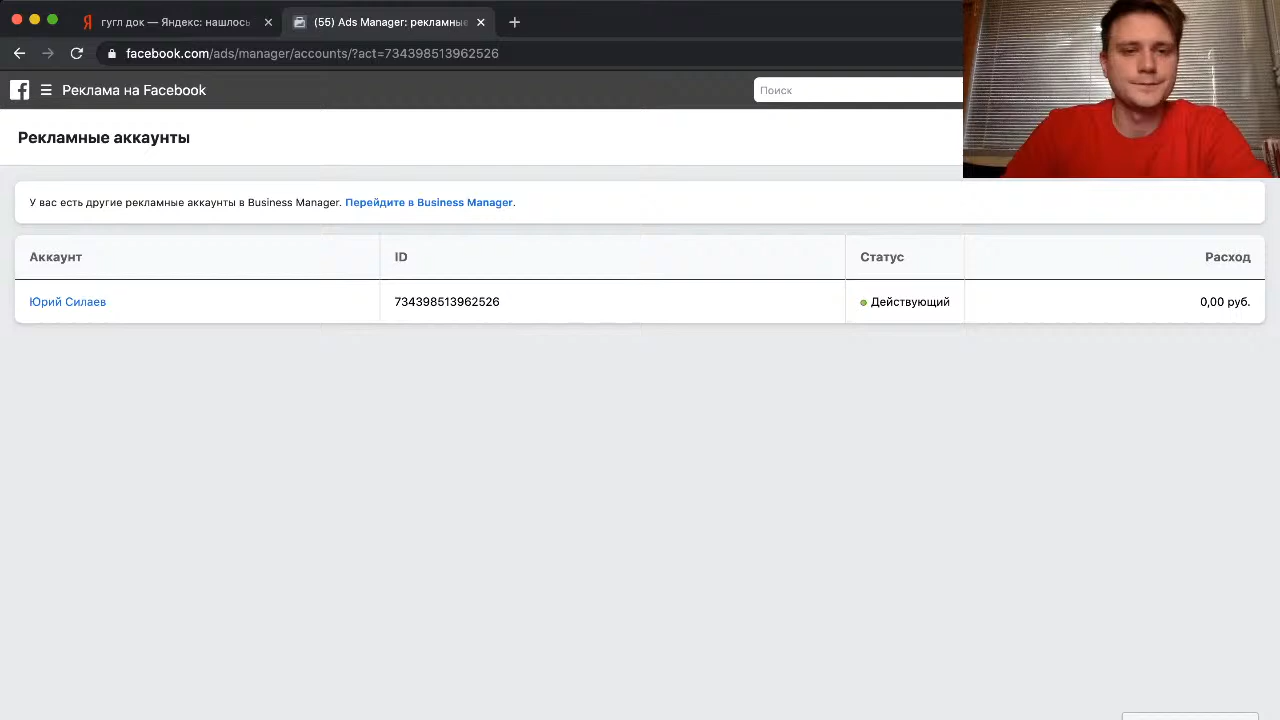 гугл док — Яндекс: нашлось
(55) Ads Manager: рекламные
facebook.com/ads/manager/accounts/?act=734398513962526
Реклама на Facebook
Поиск
Рекламные аккаунты
У вас есть другие рекламные аккаунты в Business Manager. Перейдите в Business Manager.
Аккаунт ID Статус Расход
Юрий Силаев 734398513962526 Действующий 0,00 руб.